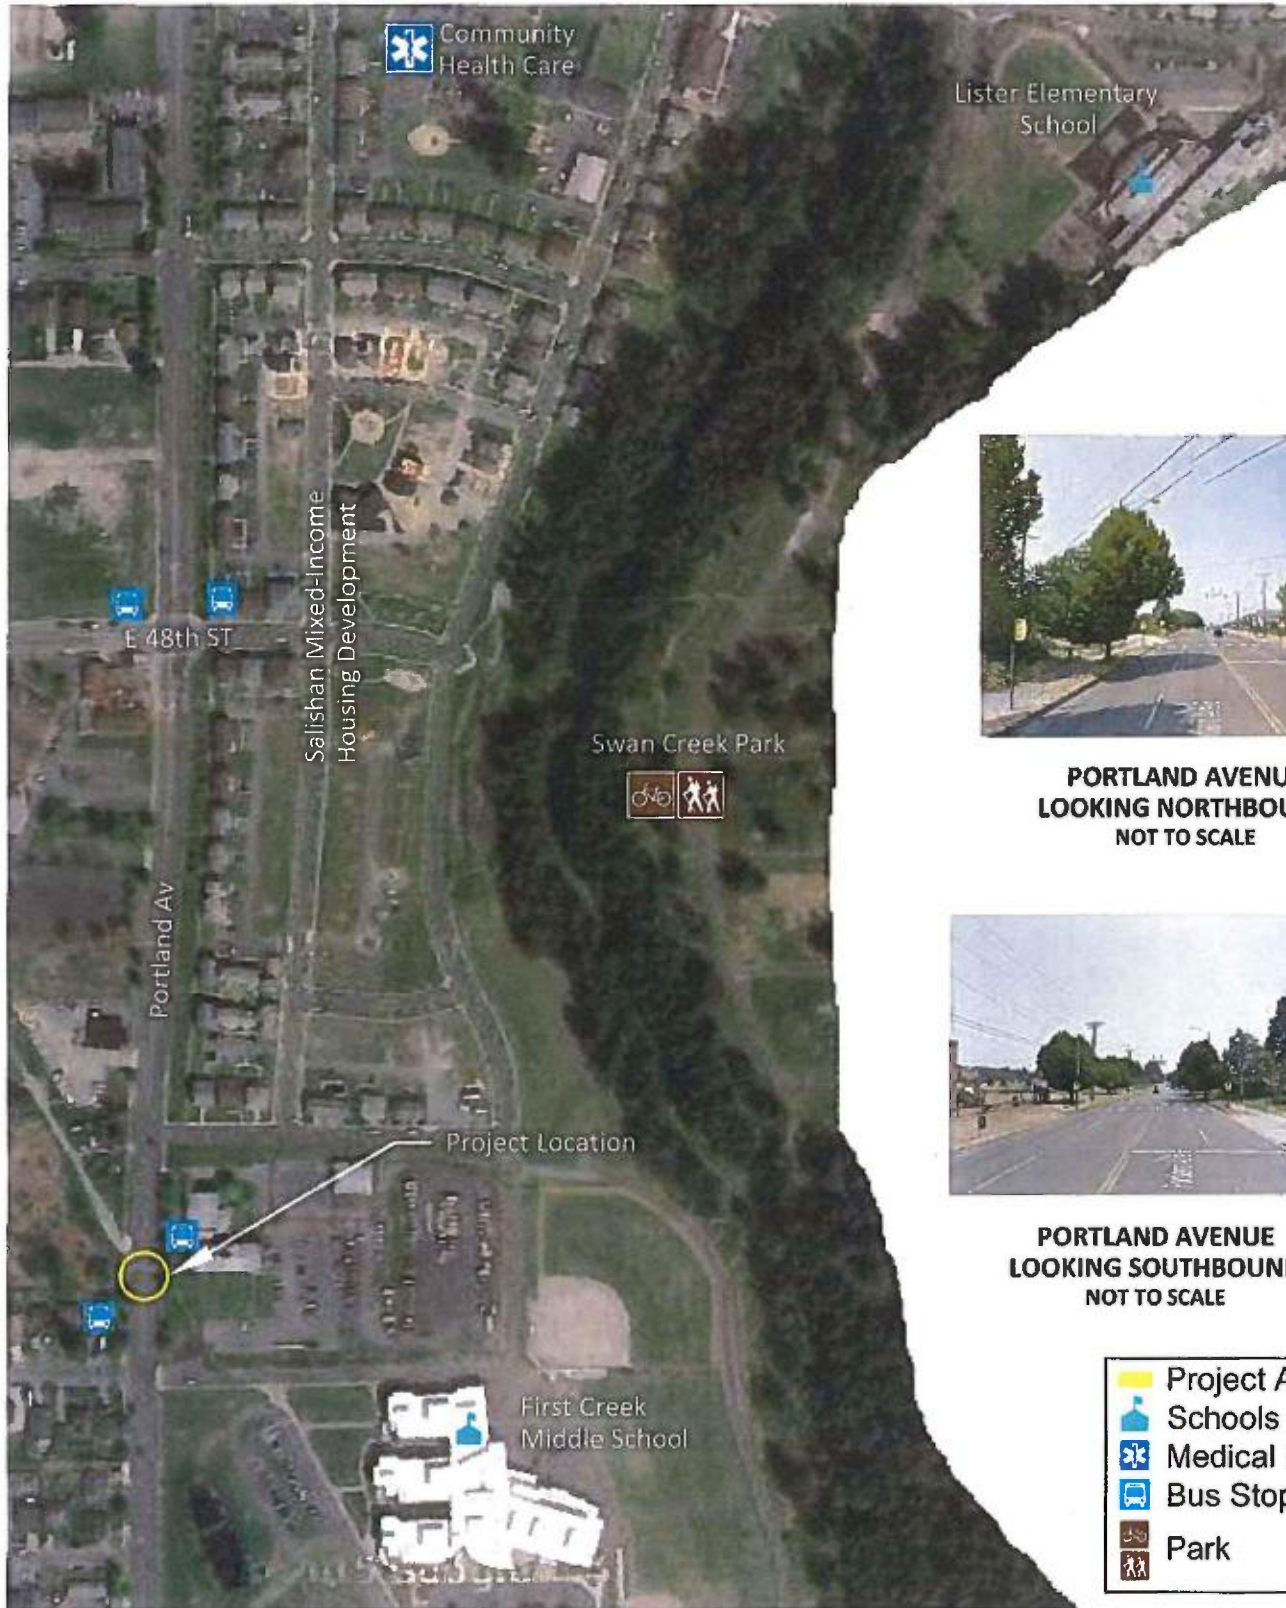 Community
Health Care
Lister Elementary
School
Salishan Mixed-Income
Housing Development
E 48th ST
Swan Creek Park
PORTLAND AVENU
LOOKING NORTHBOU
NOT TO SCALE
Portland Av
Project Location
PORTLAND AVENUE
LOOKING SOUTHBOUN
NOT TO SCALE
First Creek
Middle School
Project A
Schools
Medical
Bus Stop
Park